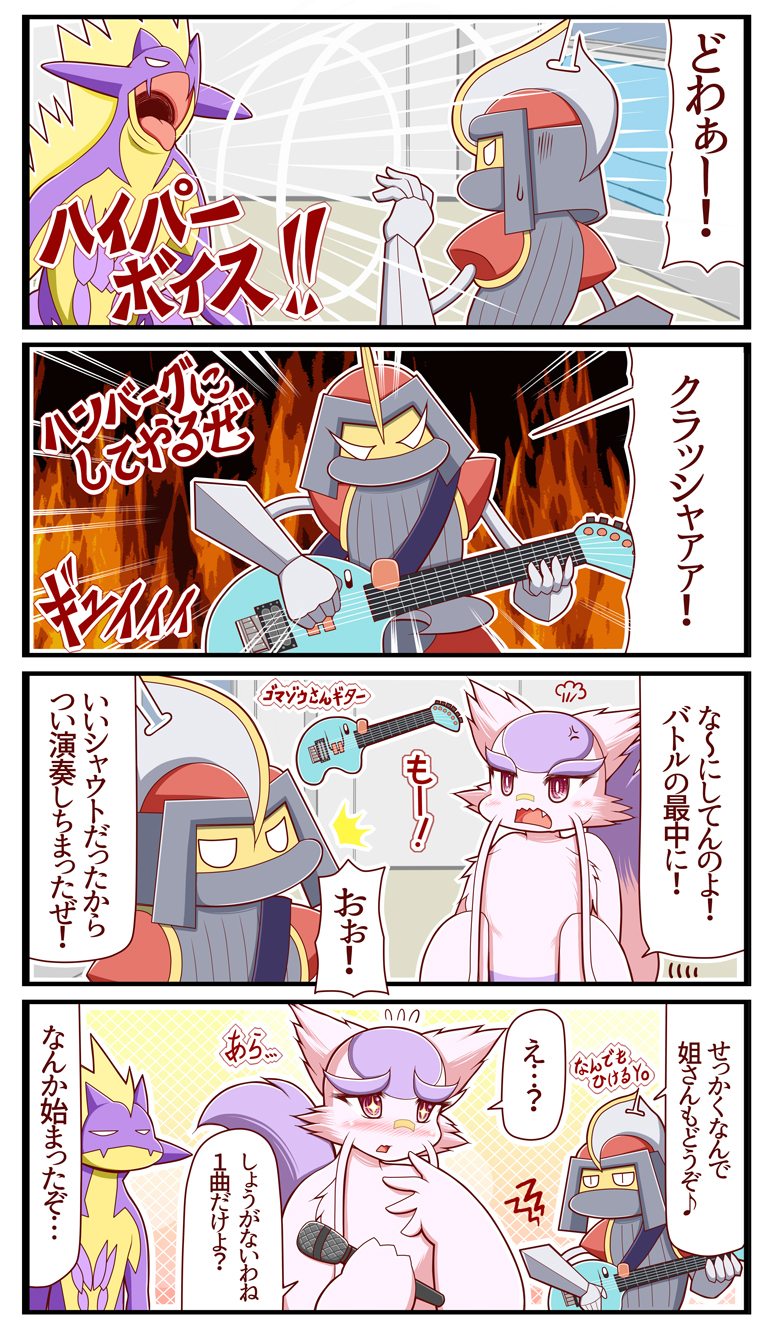 どわぁー！
ハイパー
ボイス!!
クラッシャアア！
ハンバーグに
してやるぜ
ギュイイイ
な～にしてんのよ！
バトルの最中に！
ゴマゾウさんギター
もー！
おぉ！
いいシャウトだったから
つい演奏しちまったぜ！
せっかくなんで
姐さんもどうぞ♪
なんでも
ひけるYo
え…？
あら…
しょうがないわね
１曲だけよ？
なんか始まったぞ…